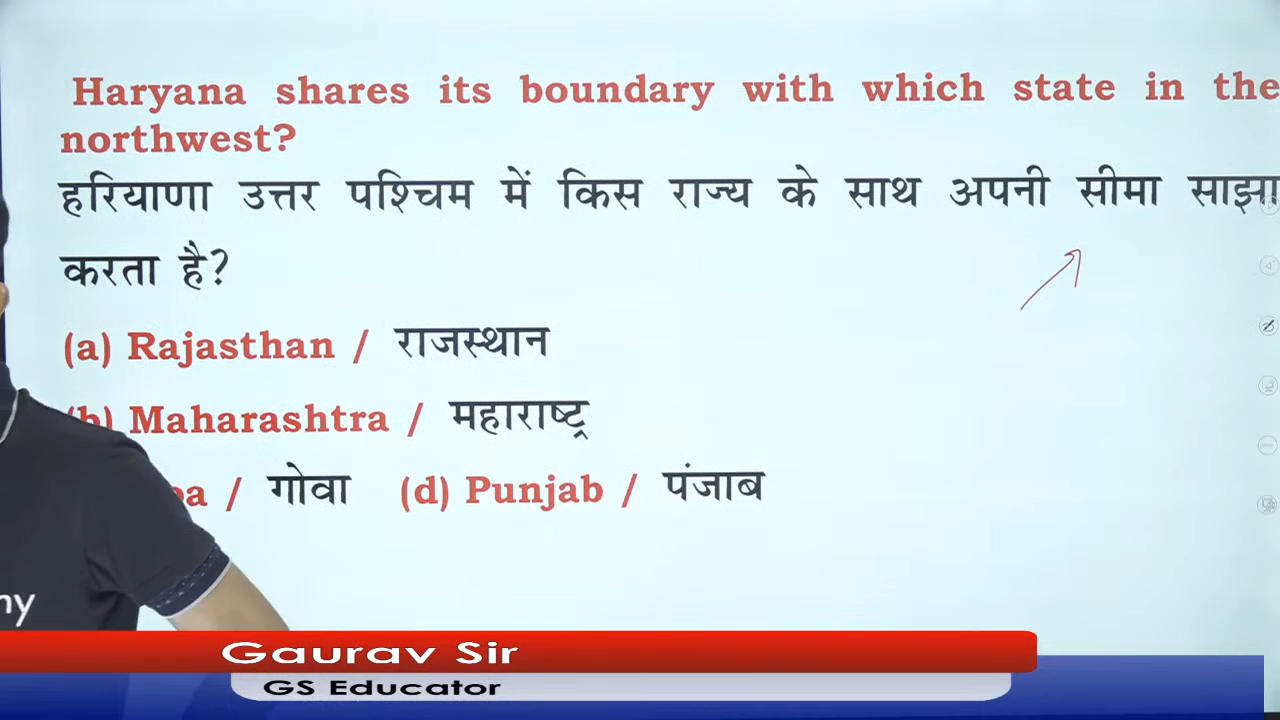 Haryana shares its boundary with which state in the
northwest?
हरियाणा उत्तर पश्चिम में किस राज्य के साथ अपनी सीमा साझा
करता है?
(a) Rajasthan / राजस्थान
(b) Maharashtra / महाराष्ट्र
/ गोवा (d) Punjab / पंजाब
Gaurav Sir
GS Educator